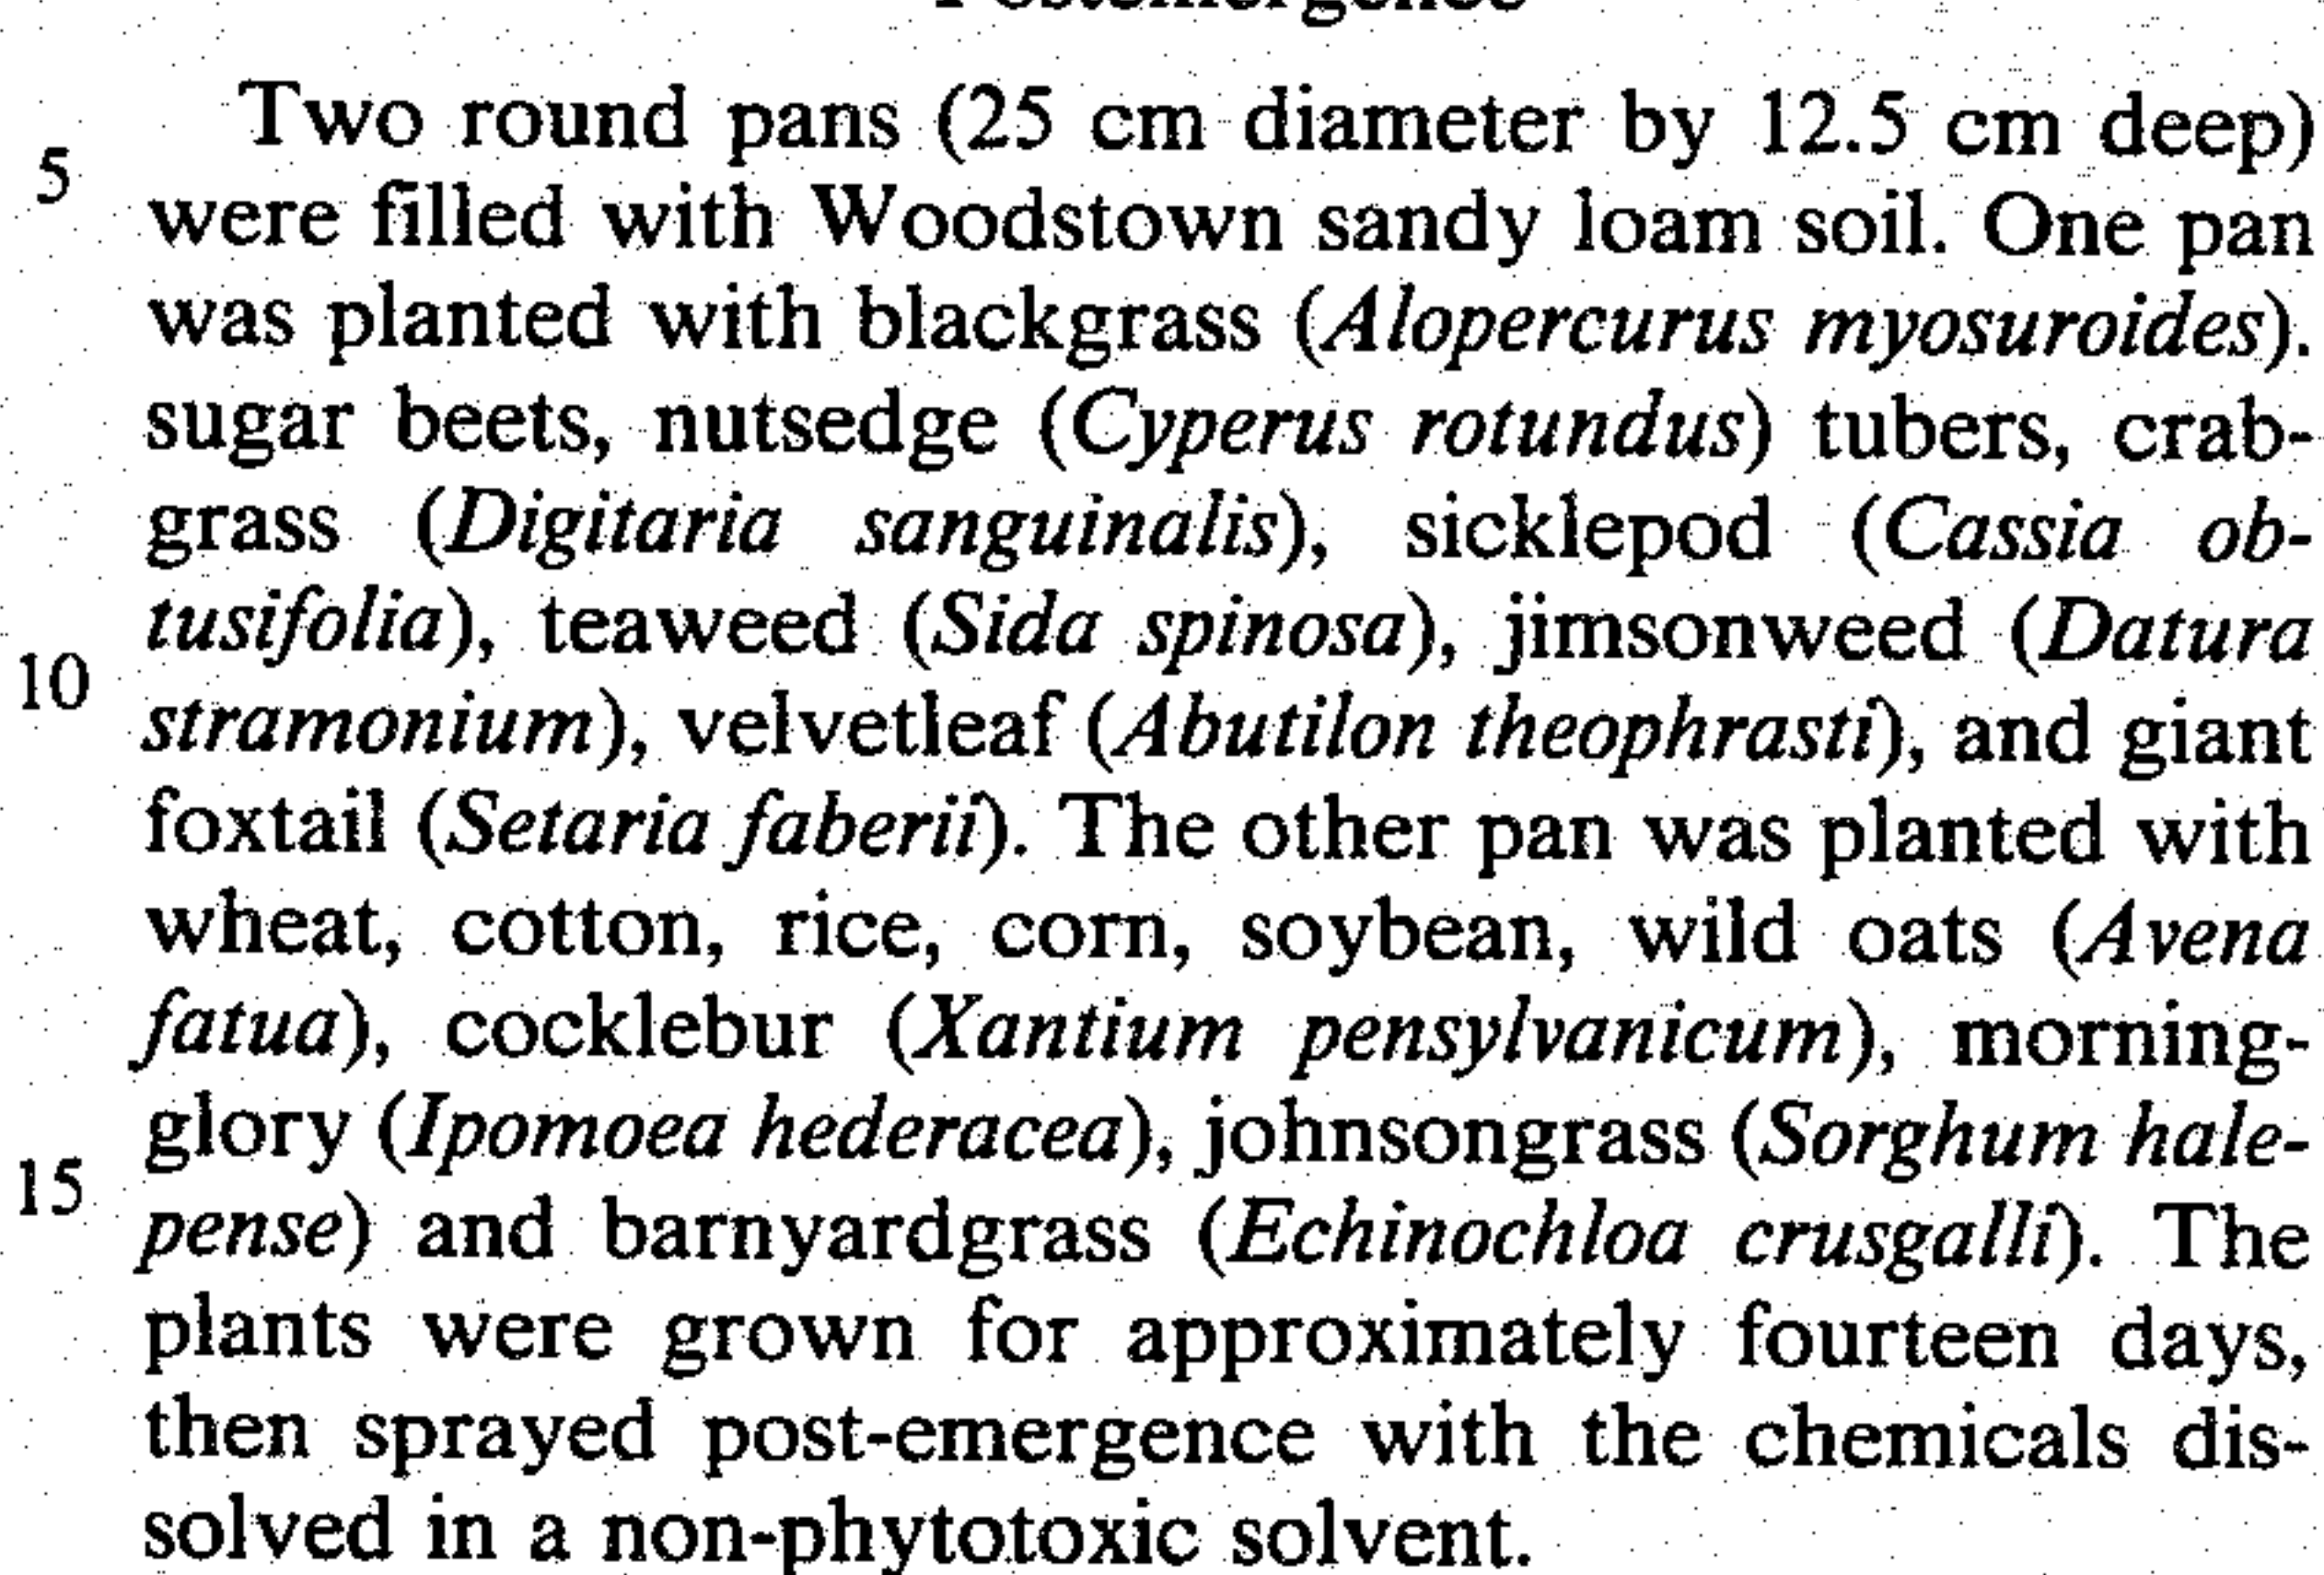 Postemergence
Two round pans (25 cm diameter by 12.5 cm deep)
5
were filled with Woodstown sandy loam soil. One pan
was planted with blackgrass (Alopercurus myosuroides).
sugar beets, nutsedge (Cyperus rotundus) tubers, crab-
grass (Digitaria sanguinalis), sicklepod (Cassia ob-
tusifolia), teaweed (Sida spinosa), jimsonweed (Datura
10
stramonium), velvetleaf (Abutilon theophrasti), and giant
foxtail (Setaria faberii). The other pan was planted with
wheat, cotton, rice, corn, soybean, wild oats (Avena
fatua), cocklebur (Xantium pensylvanicum), morning-
glory (Ipomoea hederacea), johnsongrass (Sorghum hale-
15
pense) and barnyardgrass (Echinochloa crusgalli). The
plants were grown for approximately fourteen days,
then sprayed post-emergence with the chemicals dis-
solved in a non-phytotoxic solvent.